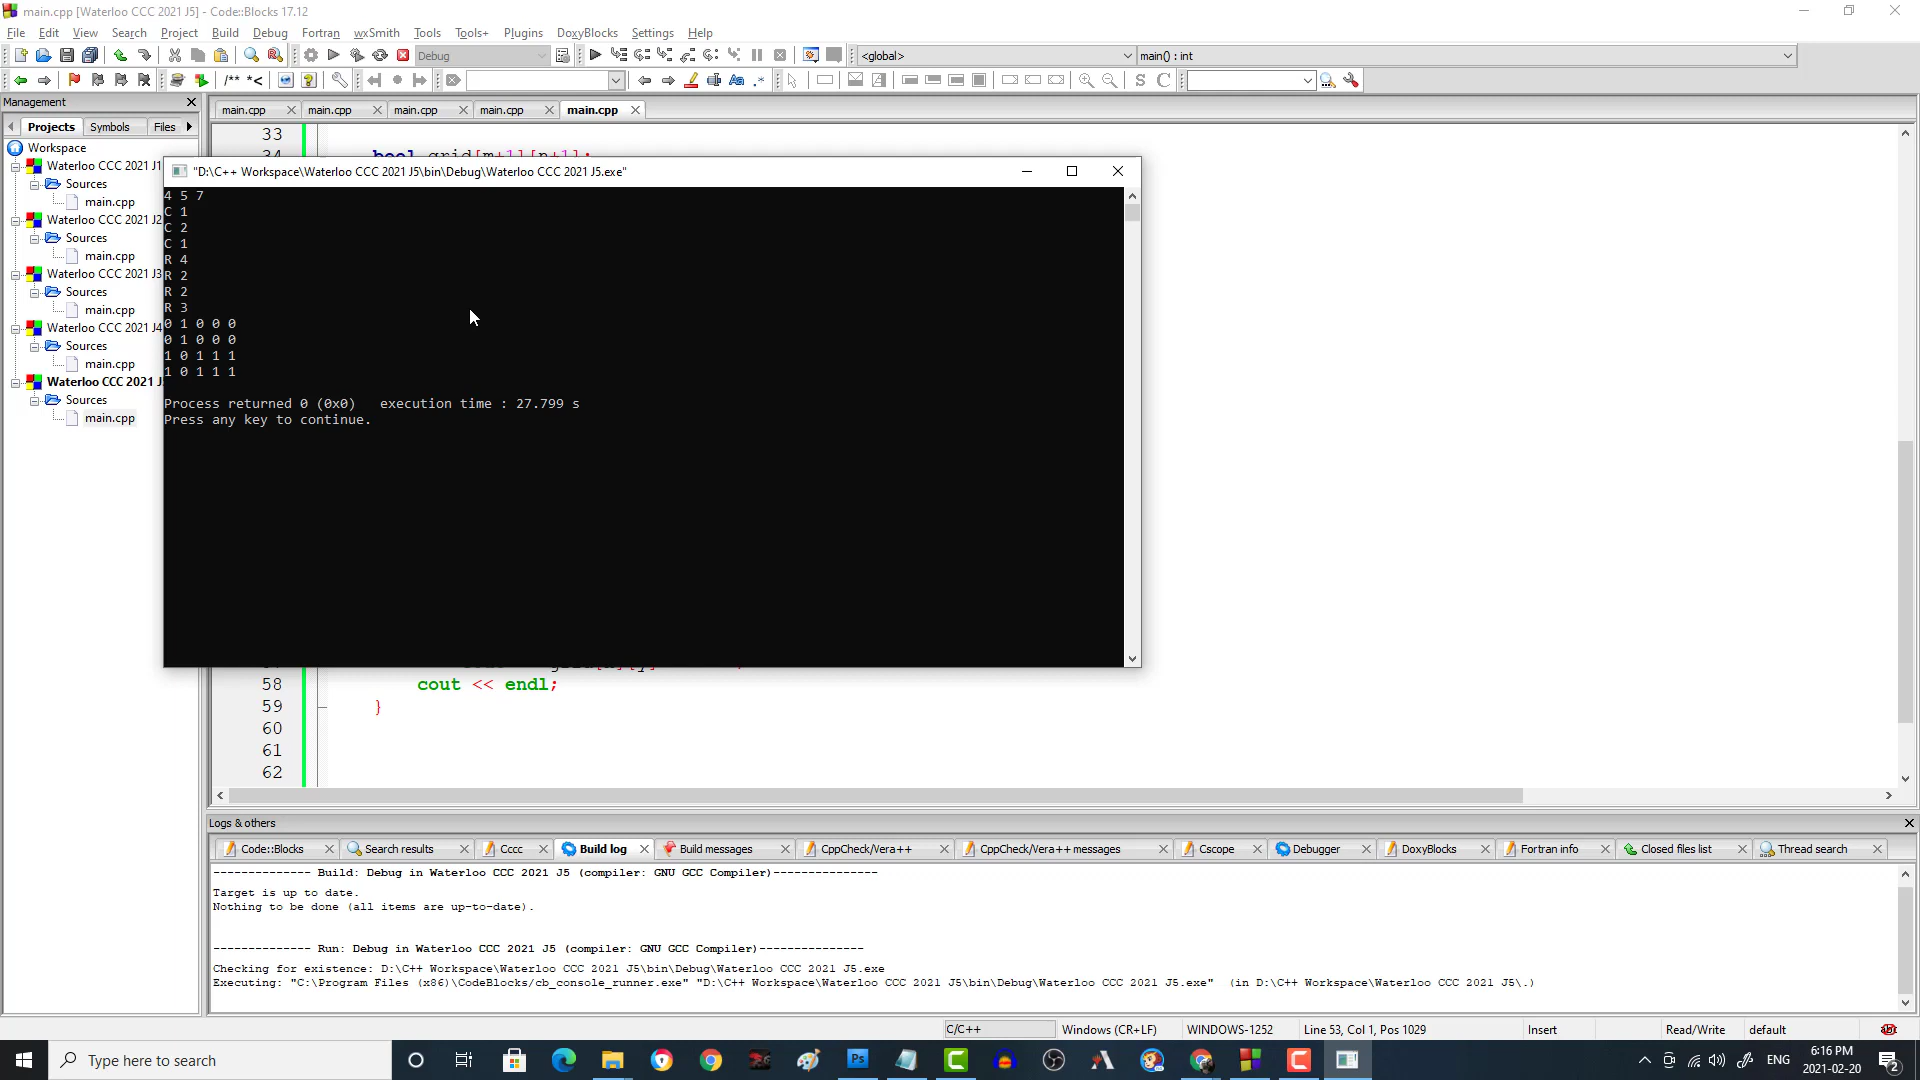 main.cpp [Waterloo CCC 2021 J5] - Code::Blocks 17.12
File Edit View Search Project Build Debug Fortran wxSmith Tools Tools+ Plugins DoxyBlocks Settings Help
Debug
<global>
main() : int
/** *<
Aa
.*
S C
Management
main.cpp main.cpp main.cpp main.cpp main.cpp
Projects Symbols Files
Workspace
Waterloo CCC 2021 J1
Sources
main.cpp
Waterloo CCC 2021 J2
Sources
main.cpp
Waterloo CCC 2021 J3
Sources
main.cpp
Waterloo CCC 2021 J4
Sources
main.cpp
Waterloo CCC 2021 J
Sources
main.cpp
33
34 bool grid[m+1][n+1];
"D:\C++ Workspace\Waterloo CCC 2021 J5\bin\Debug\Waterloo CCC 2021 J5.exe"
4 5 7
C 1
C 2
C 1
R 4
R 2
R 2
R 3
0 1 0 0 0
0 1 0 0 0
1 0 1 1 1
1 0 1 1 1
Process returned 0 (0x0) execution time : 27.799 s
Press any key to continue.
58 cout << endl;
59 }
60
61
62
Logs & others
Code::Blocks Search results Cccc Build log Build messages CppCheck/Vera++ CppCheck/Vera++ messages Cscope Debugger DoxyBlocks Fortran info Closed files list Thread search
-------------- Build: Debug in Waterloo CCC 2021 J5 (compiler: GNU GCC Compiler)---------------
Target is up to date.
Nothing to be done (all items are up-to-date).
-------------- Run: Debug in Waterloo CCC 2021 J5 (compiler: GNU GCC Compiler)---------------
Checking for existence: D:\C++ Workspace\Waterloo CCC 2021 J5\bin\Debug\Waterloo CCC 2021 J5.exe
Executing: "C:\Program Files (x86)\CodeBlocks/cb_console_runner.exe" "D:\C++ Workspace\Waterloo CCC 2021 J5\bin\Debug\Waterloo CCC 2021 J5.exe" (in D:\C++ Workspace\Waterloo CCC 2021 J5\.)
C/C++ Windows (CR+LF) WINDOWS-1252 Line 53, Col 1, Pos 1029 Insert Read/Write default
Type here to search
Ps
ENG
6:16 PM
2021-02-20
2